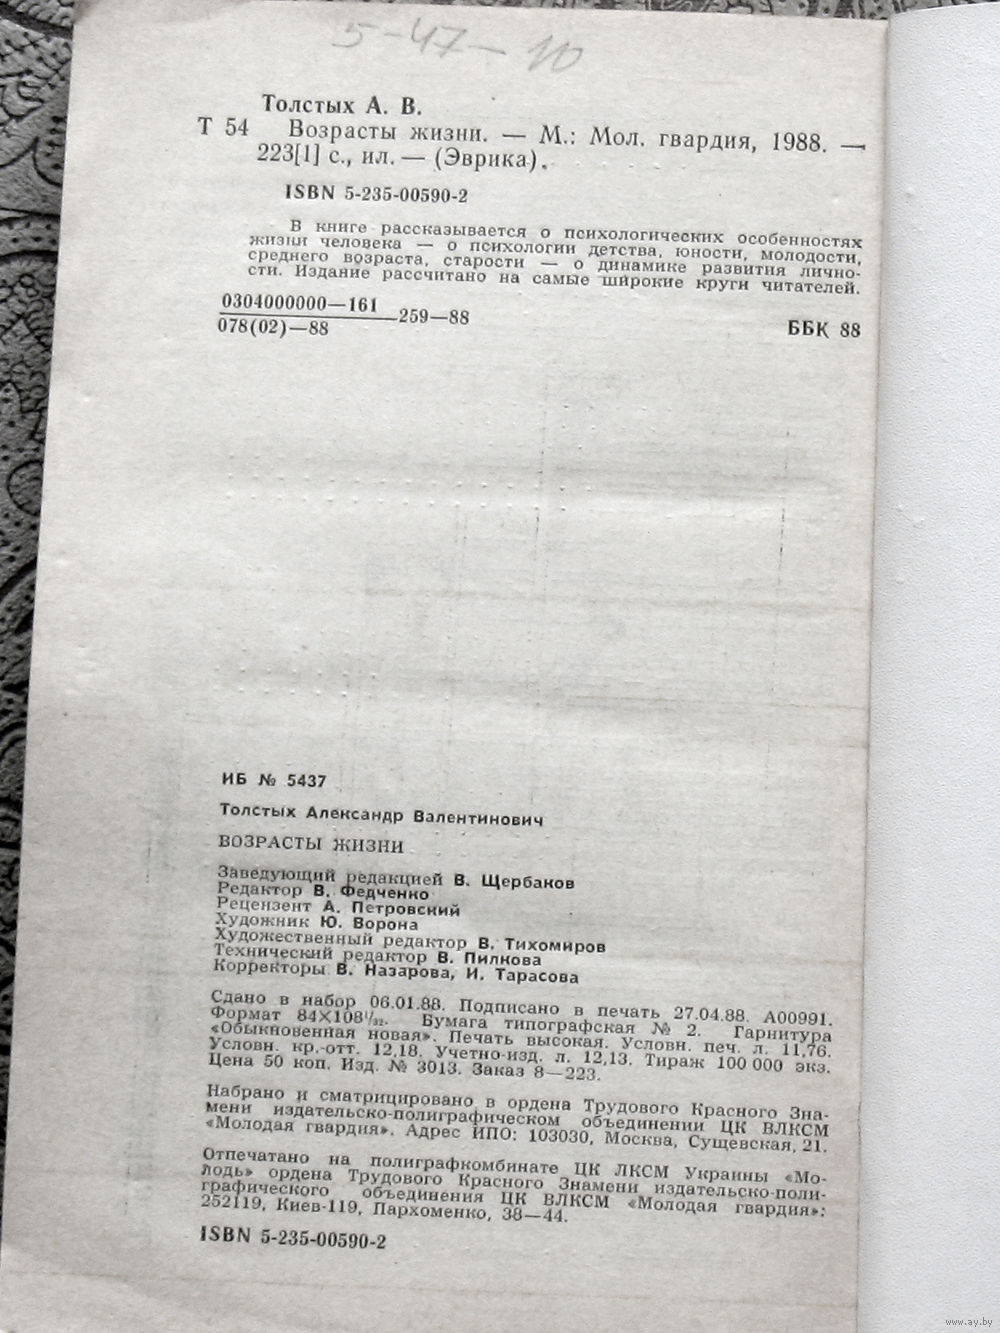 5-47-10
Толстых А. В.
Т 54 Возрасты жизни. — М.: Мол. гвардия, 1988. —
223[1] с., ил. — (Эврика).
ISBN 5-235-00590-2
В книге рассказывается о психологических особенностях
жизни человека — о психологии детства, юности, молодости,
среднего возраста, старости — о динамике развития лично-
сти. Издание рассчитано на самые широкие круги читателей.
0304000000—161
078(02)—88
259—88
ББК 88
ИБ № 5437
Толстых Александр Валентинович
ВОЗРАСТЫ ЖИЗНИ
Заведующий редакцией В. Щербаков
Редактор В. Федченко
Рецензент А. Петровский
Художник Ю. Ворона
Художественный редактор В. Тихомиров
Технический редактор В. Пилкова
Корректоры В. Назарова, И. Тарасова
Сдано в набор 06.01.88. Подписано в печать 27.04.88. А00991.
Формат 84×108¹/₃₂. Бумага типографская № 2. Гарнитура
«Обыкновенная новая». Печать высокая. Условн. печ. л. 11,76.
Условн. кр.-отт. 12,18. Учетно-изд. л. 12,13. Тираж 100 000 экз.
Цена 50 коп. Изд. № 3013. Заказ 8—223.
Набрано и сматрицировано в ордена Трудового Красного Зна-
мени издательско-полиграфическом объединении ЦК ВЛКСМ
«Молодая гвардия». Адрес ИПО: 103030, Москва, Сущевская, 21.
Отпечатано на полиграфкомбинате ЦК ЛКСМ Украины «Мо-
лодь» ордена Трудового Красного Знамени издательско-поли-
графического объединения ЦК ВЛКСМ «Молодая гвардия»:
252119, Киев-119, Пархоменко, 38—44.
ISBN 5-235-00590-2
www.ay.by